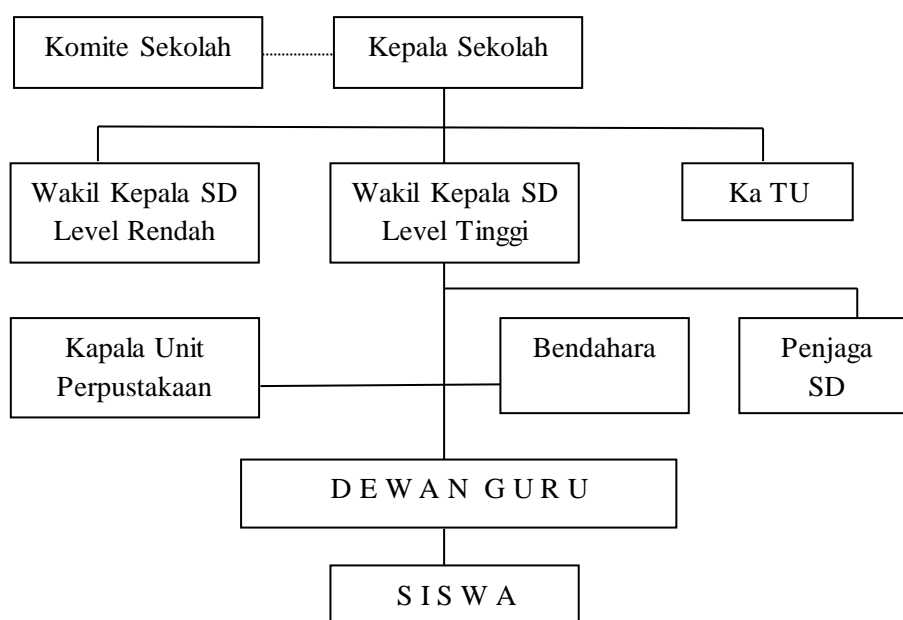 Komite Sekolah
Kepala Sekolah
Wakil Kepala SD
Level Rendah
Wakil Kepala SD
Level Tinggi
Ka TU
Kapala Unit
Perpustakaan
Bendahara
Penjaga
SD
D E W A N G U R U
S I S W A